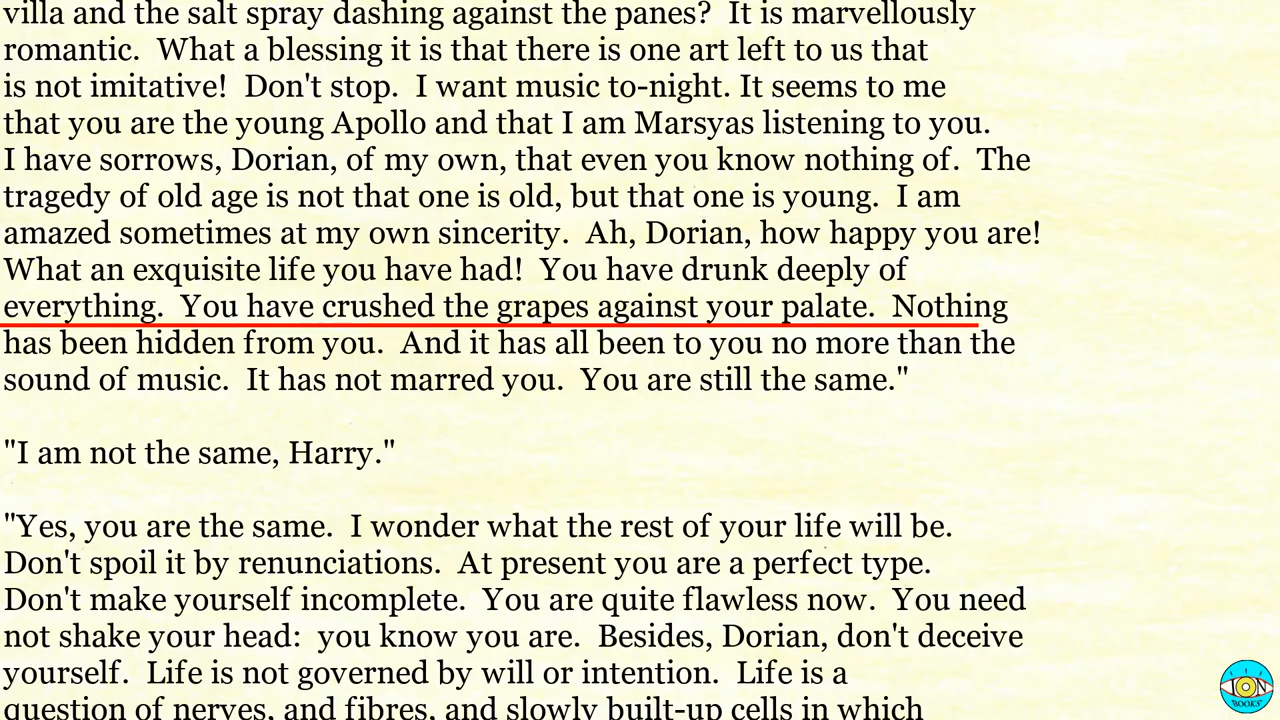 villa and the salt spray dashing against the panes?  It is marvellously
romantic.  What a blessing it is that there is one art left to us that
is not imitative!  Don't stop.  I want music to-night. It seems to me
that you are the young Apollo and that I am Marsyas listening to you.
I have sorrows, Dorian, of my own, that even you know nothing of.  The
tragedy of old age is not that one is old, but that one is young.  I am
amazed sometimes at my own sincerity.  Ah, Dorian, how happy you are!
What an exquisite life you have had!  You have drunk deeply of
everything.  You have crushed the grapes against your palate.  Nothing
has been hidden from you.  And it has all been to you no more than the
sound of music.  It has not marred you.  You are still the same."
"I am not the same, Harry."
"Yes, you are the same.  I wonder what the rest of your life will be.
Don't spoil it by renunciations.  At present you are a perfect type.
Don't make yourself incomplete.  You are quite flawless now.  You need
not shake your head:  you know you are.  Besides, Dorian, don't deceive
yourself.  Life is not governed by will or intention.  Life is a
question of nerves, and fibres, and slowly built-up cells in which
ION
BOOKS